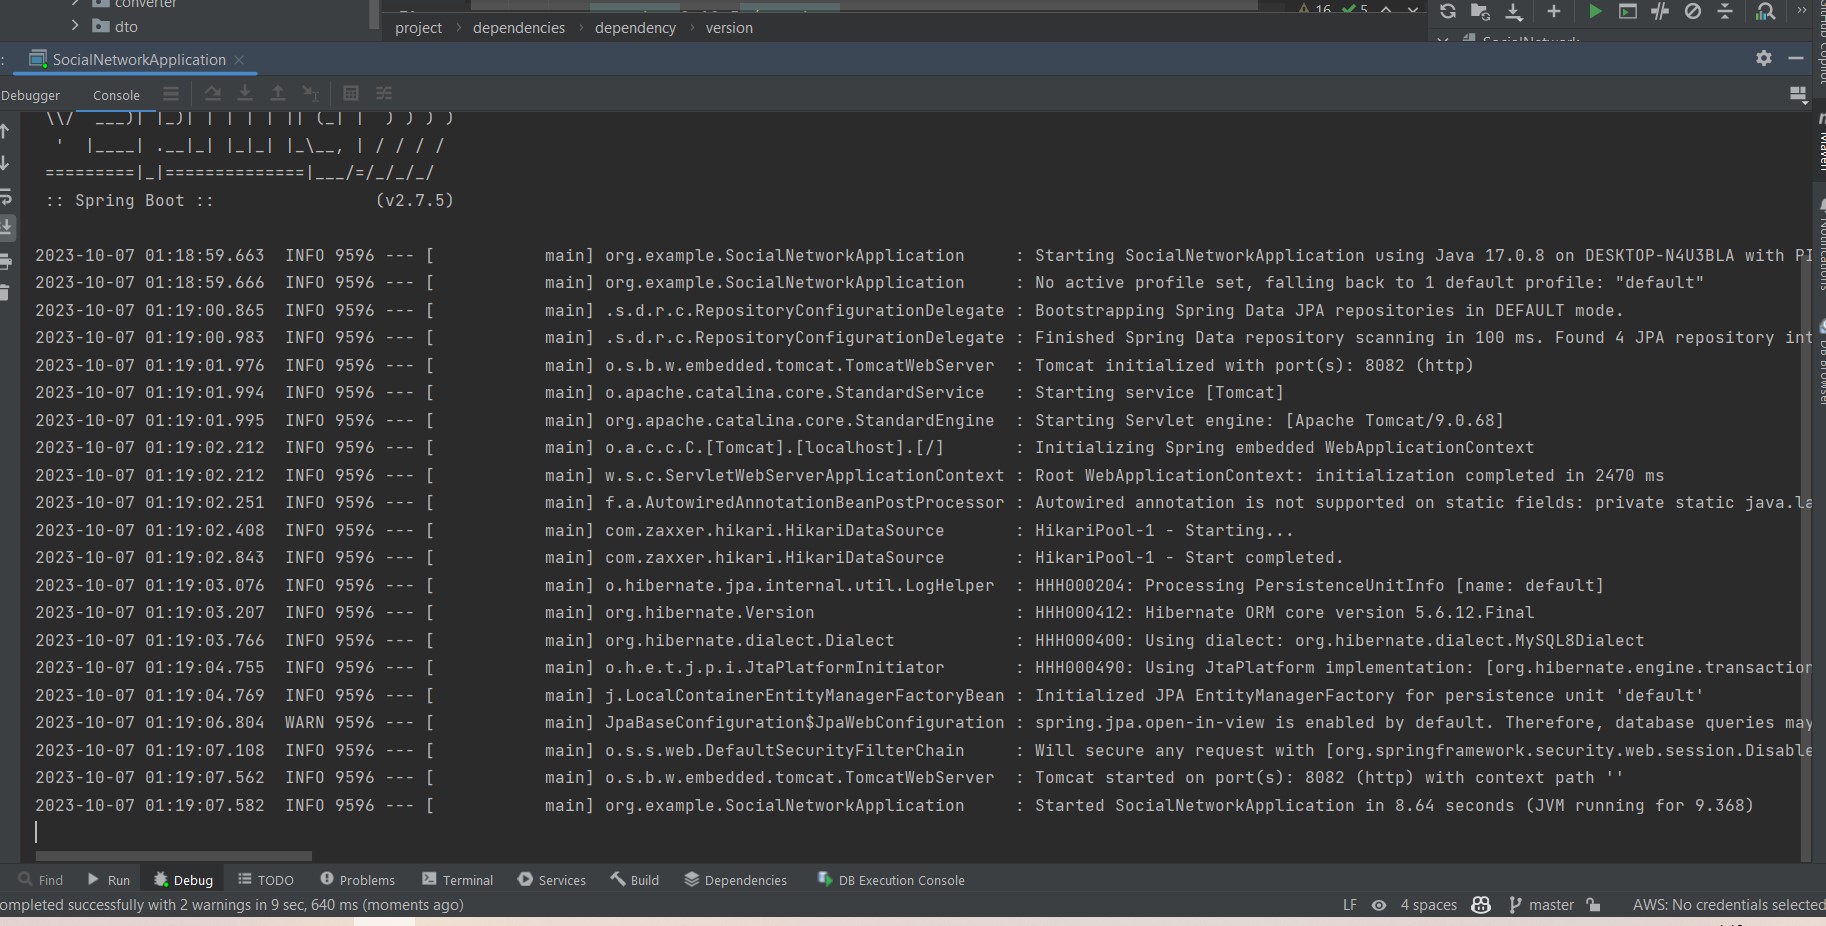 converter
dto
16 5
project > dependencies > dependency > version
SocialNetwork
SocialNetworkApplication
Debugger Console
\\/  ___)| |_)| | | | | || (_| |  ) ) ) )
'  |____| .__|_| |_|_| |_\__, | / / / /
=========|_|==============|___/=/_/_/_/
:: Spring Boot ::                (v2.7.5)
2023-10-07 01:18:59.663  INFO 9596 --- [           main] org.example.SocialNetworkApplication     : Starting SocialNetworkApplication using Java 17.0.8 on DESKTOP-N4U3BLA with PI
2023-10-07 01:18:59.666  INFO 9596 --- [           main] org.example.SocialNetworkApplication     : No active profile set, falling back to 1 default profile: "default"
2023-10-07 01:19:00.865  INFO 9596 --- [           main] .s.d.r.c.RepositoryConfigurationDelegate : Bootstrapping Spring Data JPA repositories in DEFAULT mode.
2023-10-07 01:19:00.983  INFO 9596 --- [           main] .s.d.r.c.RepositoryConfigurationDelegate : Finished Spring Data repository scanning in 100 ms. Found 4 JPA repository int
2023-10-07 01:19:01.976  INFO 9596 --- [           main] o.s.b.w.embedded.tomcat.TomcatWebServer  : Tomcat initialized with port(s): 8082 (http)
2023-10-07 01:19:01.994  INFO 9596 --- [           main] o.apache.catalina.core.StandardService   : Starting service [Tomcat]
2023-10-07 01:19:01.995  INFO 9596 --- [           main] org.apache.catalina.core.StandardEngine  : Starting Servlet engine: [Apache Tomcat/9.0.68]
2023-10-07 01:19:02.212  INFO 9596 --- [           main] o.a.c.c.C.[Tomcat].[localhost].[/]       : Initializing Spring embedded WebApplicationContext
2023-10-07 01:19:02.212  INFO 9596 --- [           main] w.s.c.ServletWebServerApplicationContext : Root WebApplicationContext: initialization completed in 2470 ms
2023-10-07 01:19:02.251  INFO 9596 --- [           main] f.a.AutowiredAnnotationBeanPostProcessor : Autowired annotation is not supported on static fields: private static java.la
2023-10-07 01:19:02.408  INFO 9596 --- [           main] com.zaxxer.hikari.HikariDataSource       : HikariPool-1 - Starting...
2023-10-07 01:19:02.843  INFO 9596 --- [           main] com.zaxxer.hikari.HikariDataSource       : HikariPool-1 - Start completed.
2023-10-07 01:19:03.076  INFO 9596 --- [           main] o.hibernate.jpa.internal.util.LogHelper  : HHH000204: Processing PersistenceUnitInfo [name: default]
2023-10-07 01:19:03.207  INFO 9596 --- [           main] org.hibernate.Version                    : HHH000412: Hibernate ORM core version 5.6.12.Final
2023-10-07 01:19:03.766  INFO 9596 --- [           main] org.hibernate.dialect.Dialect            : HHH000400: Using dialect: org.hibernate.dialect.MySQL8Dialect
2023-10-07 01:19:04.755  INFO 9596 --- [           main] o.h.e.t.j.p.i.JtaPlatformInitiator       : HHH000490: Using JtaPlatform implementation: [org.hibernate.engine.transaction
2023-10-07 01:19:04.769  INFO 9596 --- [           main] j.LocalContainerEntityManagerFactoryBean : Initialized JPA EntityManagerFactory for persistence unit 'default'
2023-10-07 01:19:06.804  WARN 9596 --- [           main] JpaBaseConfiguration$JpaWebConfiguration : spring.jpa.open-in-view is enabled by default. Therefore, database queries may
2023-10-07 01:19:07.108  INFO 9596 --- [           main] o.s.s.web.DefaultSecurityFilterChain     : Will secure any request with [org.springframework.security.web.session.Disable
2023-10-07 01:19:07.562  INFO 9596 --- [           main] o.s.b.w.embedded.tomcat.TomcatWebServer  : Tomcat started on port(s): 8082 (http) with context path ''
2023-10-07 01:19:07.582  INFO 9596 --- [           main] org.example.SocialNetworkApplication     : Started SocialNetworkApplication in 8.64 seconds (JVM running for 9.368)
Find Run Debug TODO Problems Terminal Services Build Dependencies DB Execution Console
ompleted successfully with 2 warnings in 9 sec, 640 ms (moments ago)
LF 4 spaces master AWS: No credentials selected
Maven
Notifications
DB Browser